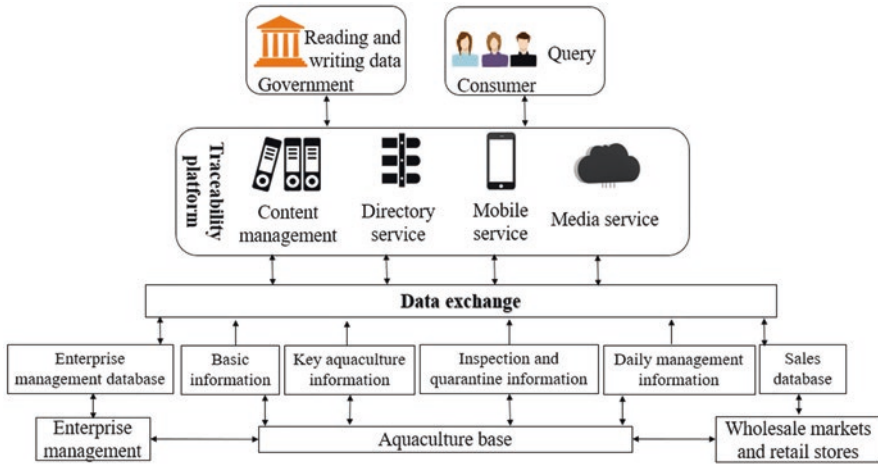 Reading and
writing data
Government
Query
Consumer
Traceability
platform
Content
management
Directory
service
Mobile
service
Media service
Data exchange
Enterprise
management database
Basic
information
Key aquaculture
information
Inspection and
quarantine information
Daily management
information
Sales
database
Enterprise
management
Aquaculture base
Wholesale markets
and retail stores